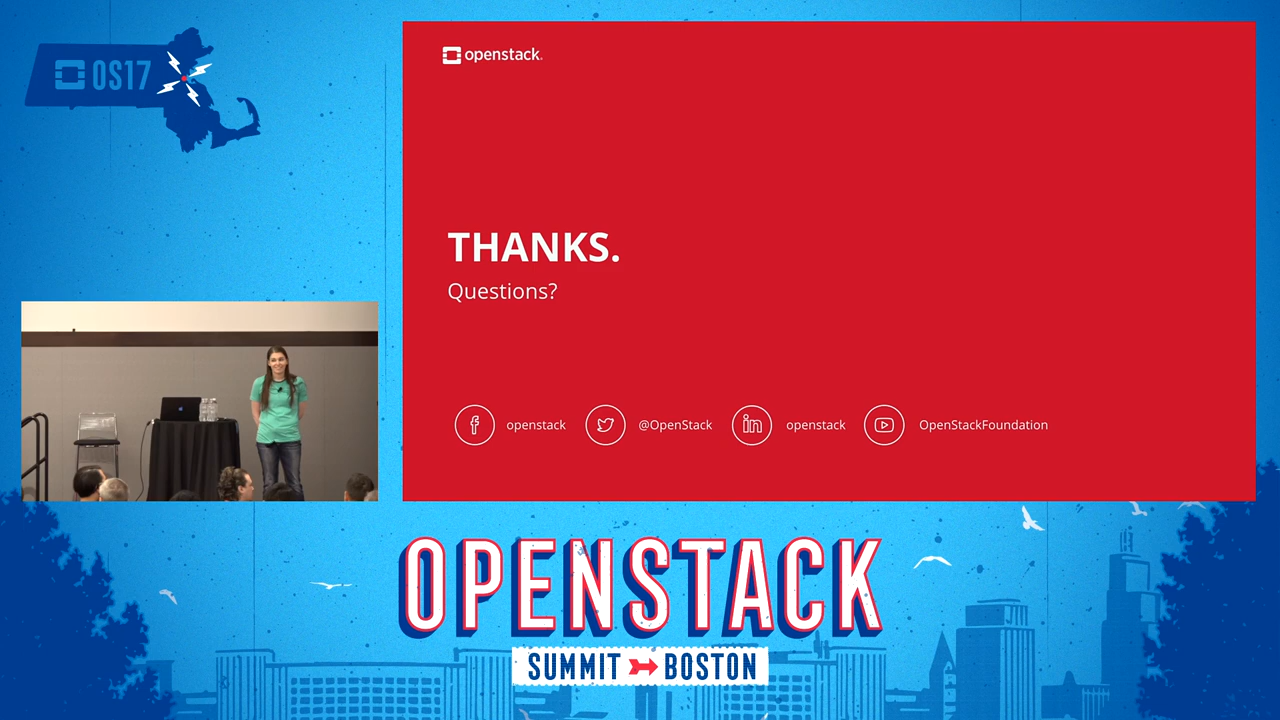 OS17
openstack.
THANKS.
Questions?
openstack
@OpenStack
openstack
OpenStackFoundation
OPENSTACK
SUMMIT BOSTON